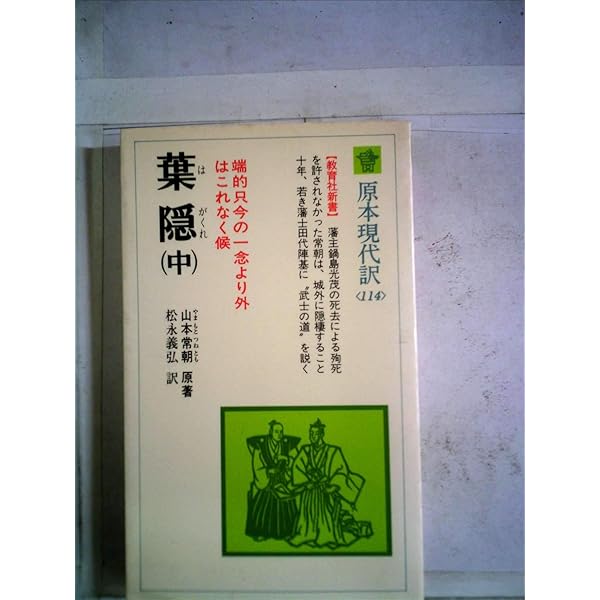 原本現代訳〈114〉
【教育社新書】 藩主鍋島光茂の死去による殉死
を許されなかった常朝は、城外に隠棲すること
十年、若き藩士田代陣基に〝武士の道〟を説く
端的只今の一念より外
はこれなく候
葉隠(中)
は がくれ
山本常朝 原著
やまもとつねとも
松永義弘 訳